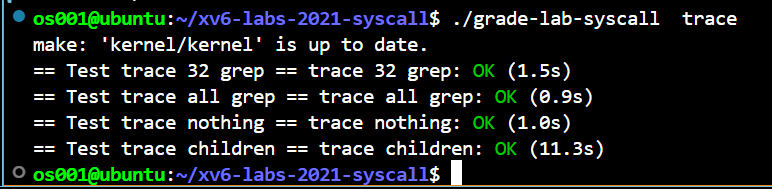 os001@ubuntu:~/xv6-labs-2021-syscall$ ./grade-lab-syscall  trace
make: 'kernel/kernel' is up to date.
== Test trace 32 grep == trace 32 grep: OK (1.5s)
== Test trace all grep == trace all grep: OK (0.9s)
== Test trace nothing == trace nothing: OK (1.0s)
== Test trace children == trace children: OK (11.3s)
os001@ubuntu:~/xv6-labs-2021-syscall$